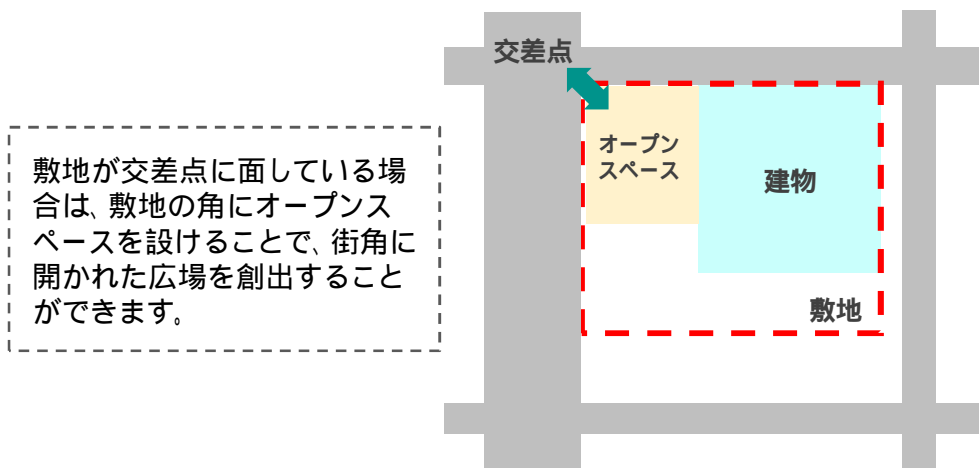 敷地が交差点に面している場
合は、敷地の角にオープンス
ペースを設けることで、街角に
開かれた広場を創出すること
ができます。
交差点
オープン
スペース
建物
敷地